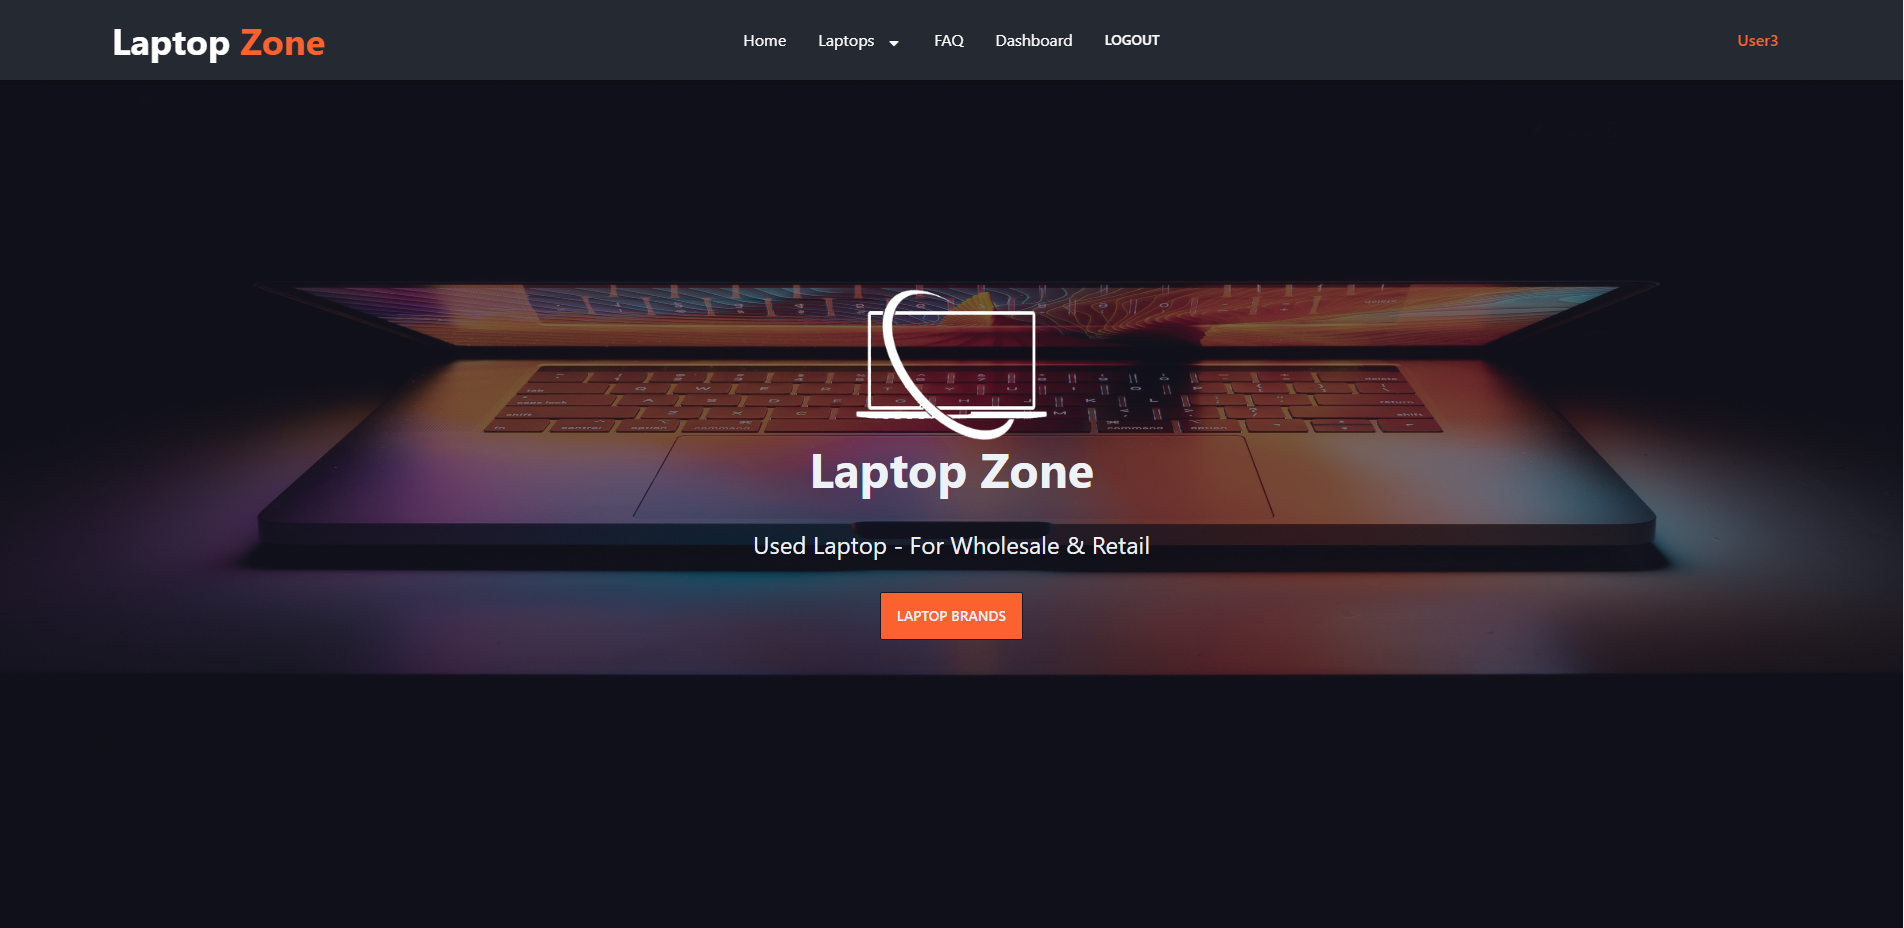 Laptop Zone
Home Laptops FAQ Dashboard LOGOUT
User3
Laptop Zone
Used Laptop - For Wholesale & Retail
LAPTOP BRANDS